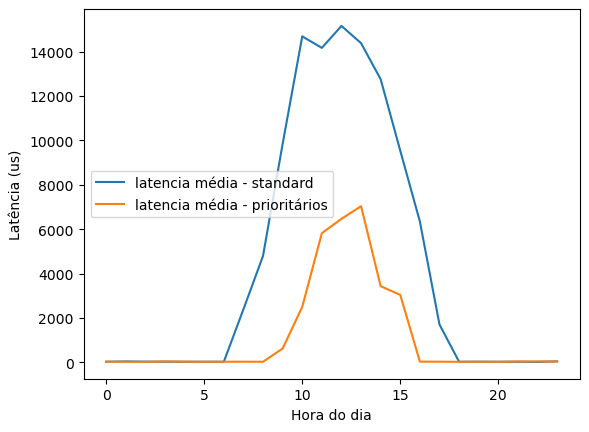 14000
12000
10000
8000
6000
4000
2000
0
Latência (us)
latencia média - standard
latencia média - prioritários
0 5 10 15 20
Hora do dia